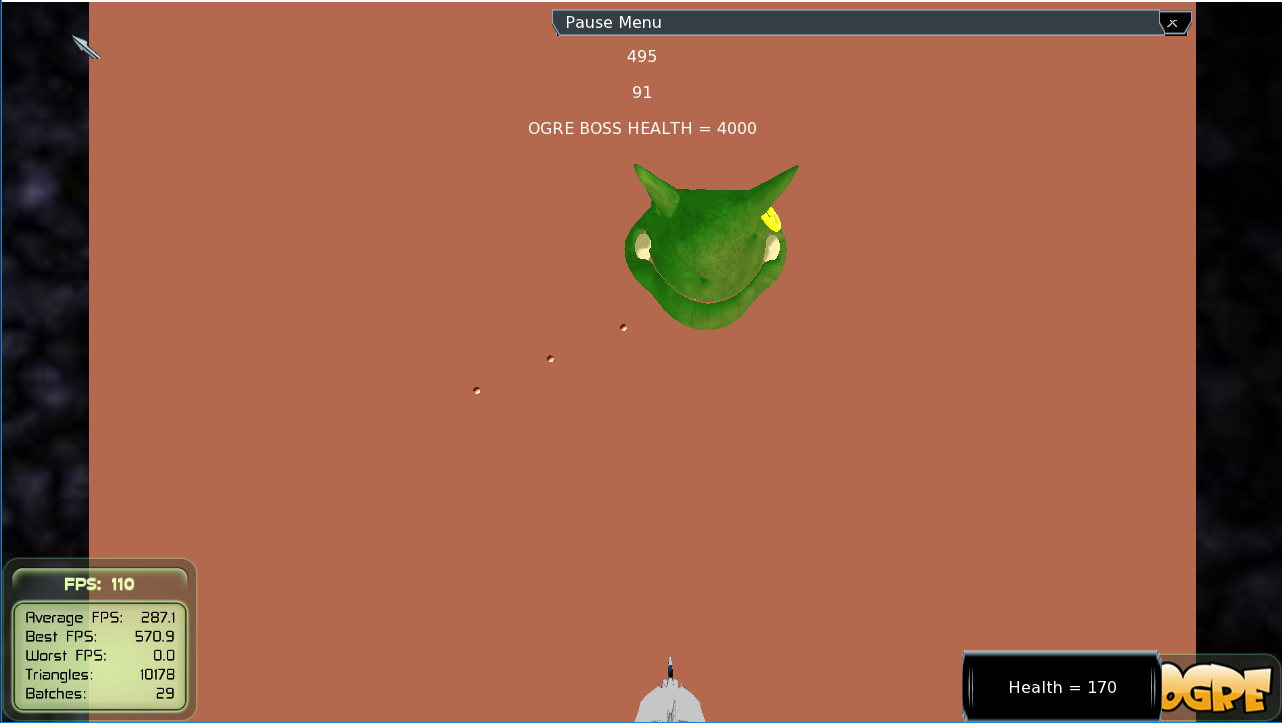 Pause Menu
495
91
OGRE BOSS HEALTH = 4000
FPS: 110
Average FPS: 287.1
Best FPS: 570.9
Worst FPS: 0.0
Triangles: 10178
Batches: 29
Health = 170
OGRE